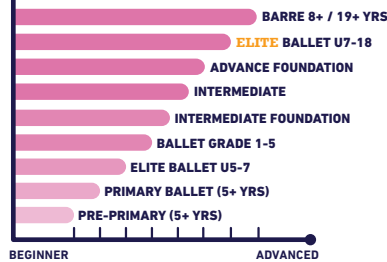 BARRE 8+ / 19+ YRS
ELITE BALLET U7-18
ADVANCE FOUNDATION
INTERMEDIATE
INTERMEDIATE FOUNDATION
BALLET GRADE 1-5
ELITE BALLET U5-7
PRIMARY BALLET (5+ YRS)
PRE-PRIMARY (5+ YRS)
BEGINNER ADVANCED